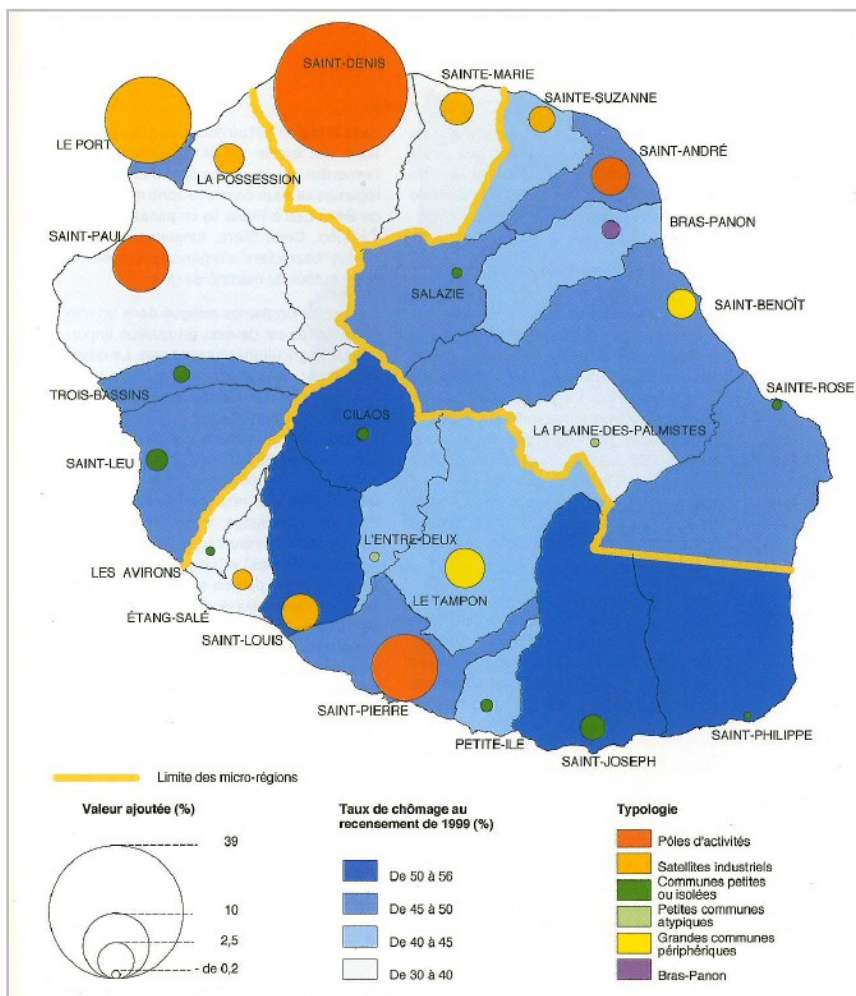 SAINT-DENIS
SAINTE-MARIE
SAINTE-SUZANNE
LE PORT
SAINT-ANDRÉ
LA POSSESSION
BRAS-PANON
SAINT-PAUL
SALAZIE
SAINT-BENOÎT
TROIS-BASSINS
SAINTE-ROSE
CILAOS
LA PLAINE-DES-PALMISTES
SAINT-LEU
L'ENTRE-DEUX
LES AVIRONS
LE TAMPON
ÉTANG-SALÉ
SAINT-LOUIS
SAINT-PIERRE
PETITE-ILE
SAINT-JOSEPH
SAINT-PHILIPPE
Limite des micro-régions
Valeur ajoutée (%)
39
10
2,5
- de 0,2
Taux de chômage au
recensement de 1999 (%)
De 50 à 56
De 45 à 50
De 40 à 45
De 30 à 40
Typologie
Pôles d'activités
Satellites industriels
Communes petites
ou isolées
Petites communes
atypiques
Grandes communes
périphériques
Bras-Panon